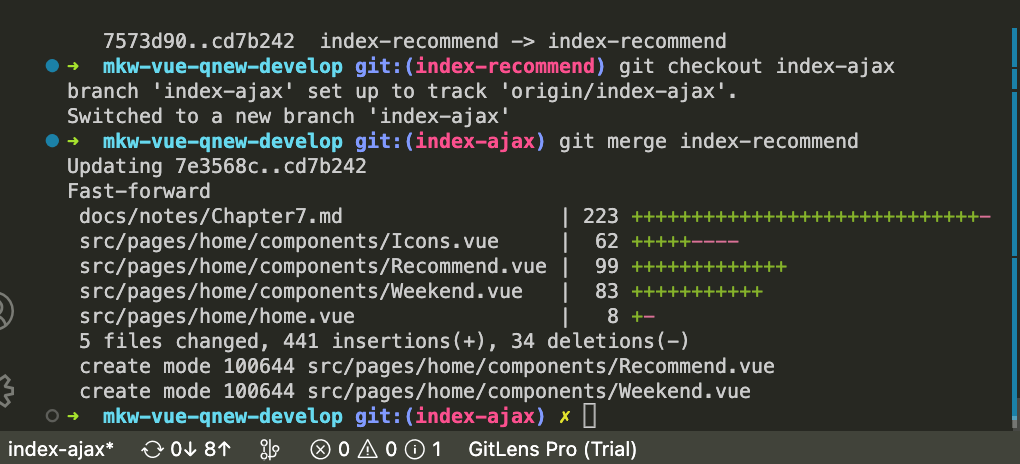 7573d90..cd7b242  index-recommend -> index-recommend
➜  mkw-vue-qnew-develop git:(index-recommend) git checkout index-ajax
branch 'index-ajax' set up to track 'origin/index-ajax'.
Switched to a new branch 'index-ajax'
➜  mkw-vue-qnew-develop git:(index-ajax) git merge index-recommend
Updating 7e3568c..cd7b242
Fast-forward
 docs/notes/Chapter7.md                  | 223 +++++++++++++++++++++++++++++-
 src/pages/home/components/Icons.vue     |  62 +++++----
 src/pages/home/components/Recommend.vue |  99 +++++++++++++
 src/pages/home/components/Weekend.vue   |  83 +++++++++++
 src/pages/home/home.vue                 |   8 +-
 5 files changed, 441 insertions(+), 34 deletions(-)
 create mode 100644 src/pages/home/components/Recommend.vue
 create mode 100644 src/pages/home/components/Weekend.vue
➜  mkw-vue-qnew-develop git:(index-ajax) ✗
index-ajax* 0↓ 8↑ 0 0 1 GitLens Pro (Trial)